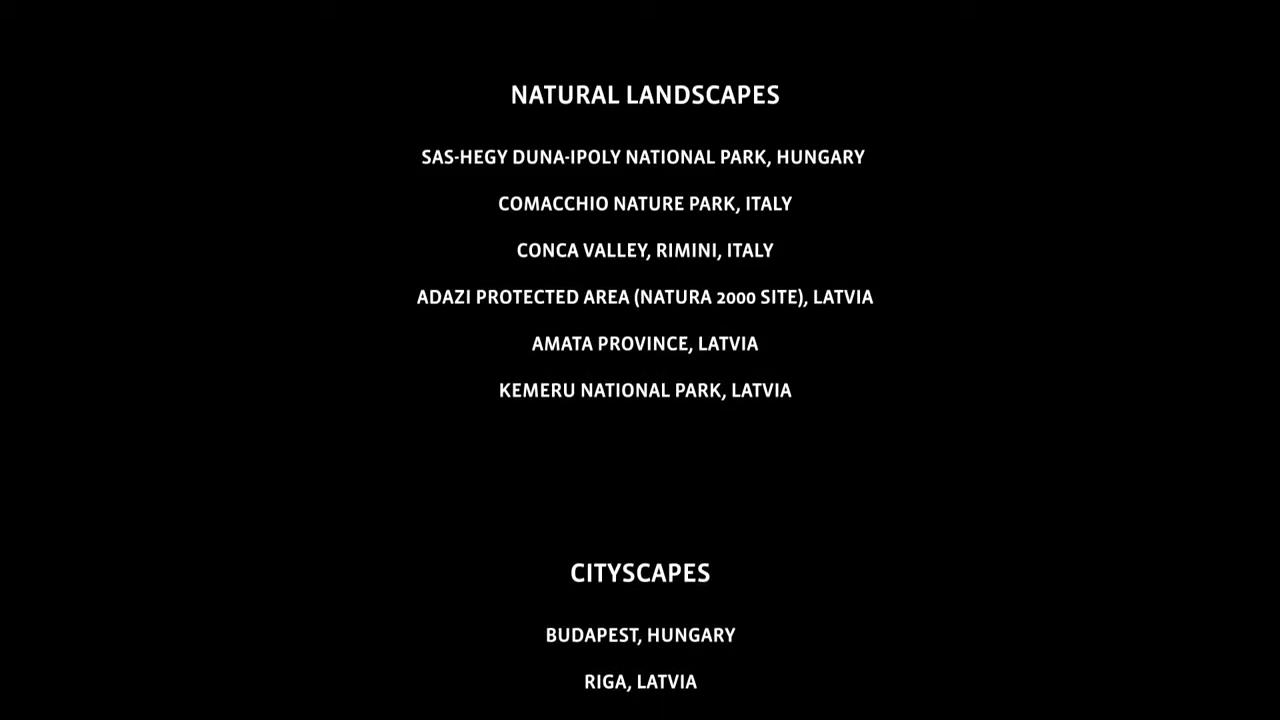 NATURAL LANDSCAPES
SAS-HEGY DUNA-IPOLY NATIONAL PARK, HUNGARY
COMACCHIO NATURE PARK, ITALY
CONCA VALLEY, RIMINI, ITALY
ADAZI PROTECTED AREA (NATURA 2000 SITE), LATVIA
AMATA PROVINCE, LATVIA
KEMERU NATIONAL PARK, LATVIA
CITYSCAPES
BUDAPEST, HUNGARY
RIGA, LATVIA